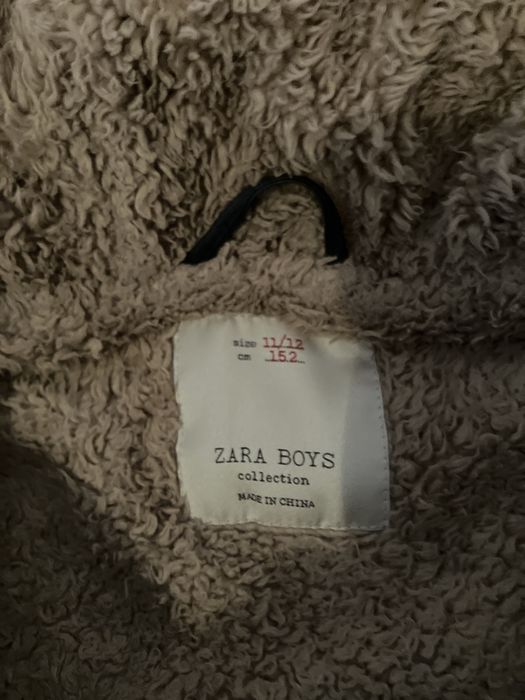 size 11/12
cm 152
ZARA BOYS
collection
MADE IN CHINA